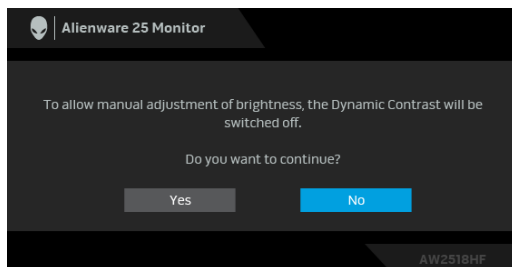 Alienware 25 Monitor
To allow manual adjustment of brightness, the Dynamic Contrast will be
switched off.
Do you want to continue?
Yes
No
AW2518HF